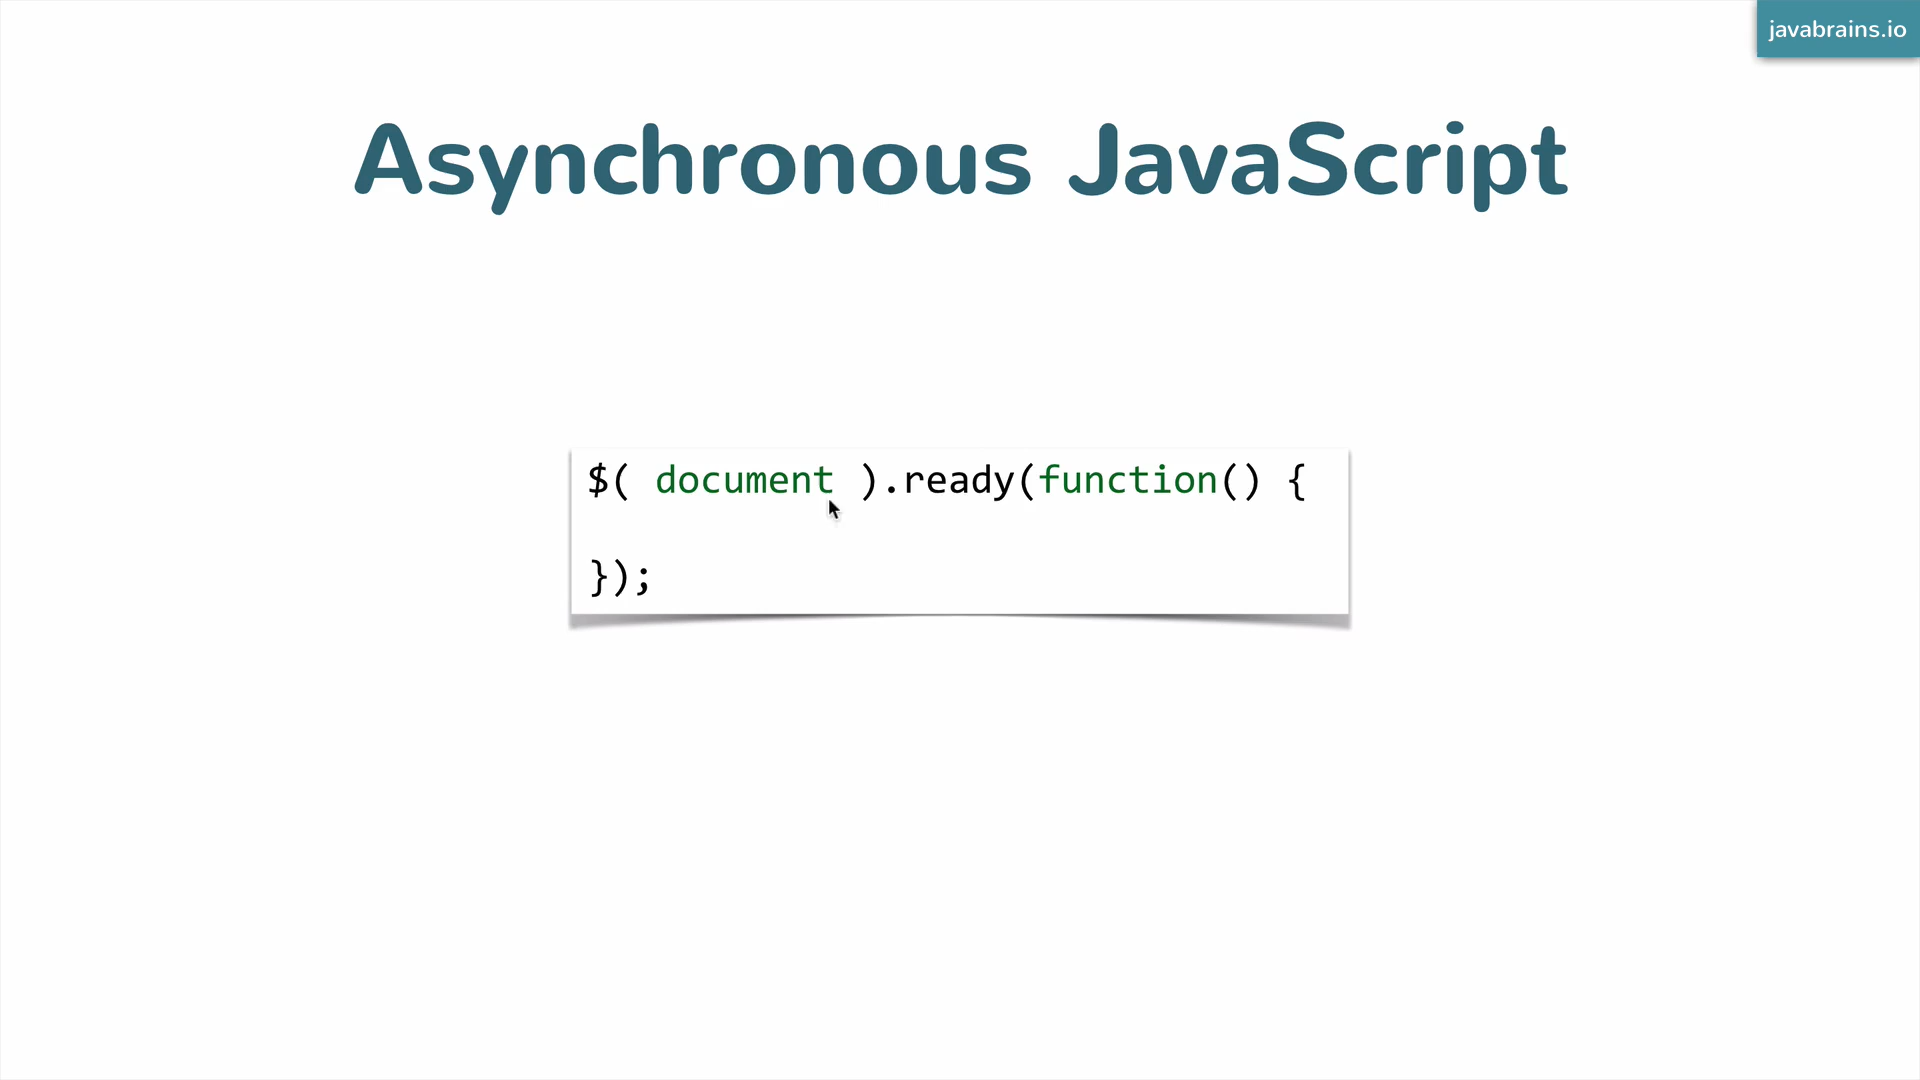 javabrains.io
Asynchronous JavaScript
$( document ).ready(function() {
});